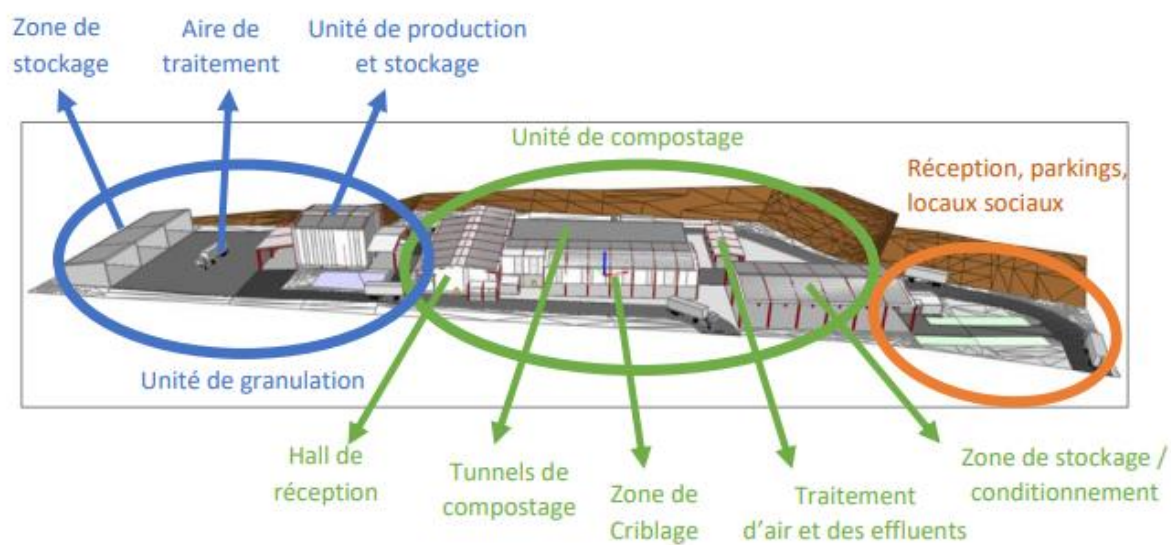 Zone de
stockage
Aire de
traitement
Unité de production
et stockage
Unité de compostage
Réception, parkings,
locaux sociaux
Unité de granulation
Hall de
réception
Tunnels de
compostage
Zone de
Criblage
Traitement
d'air et des effluents
Zone de stockage /
conditionnement